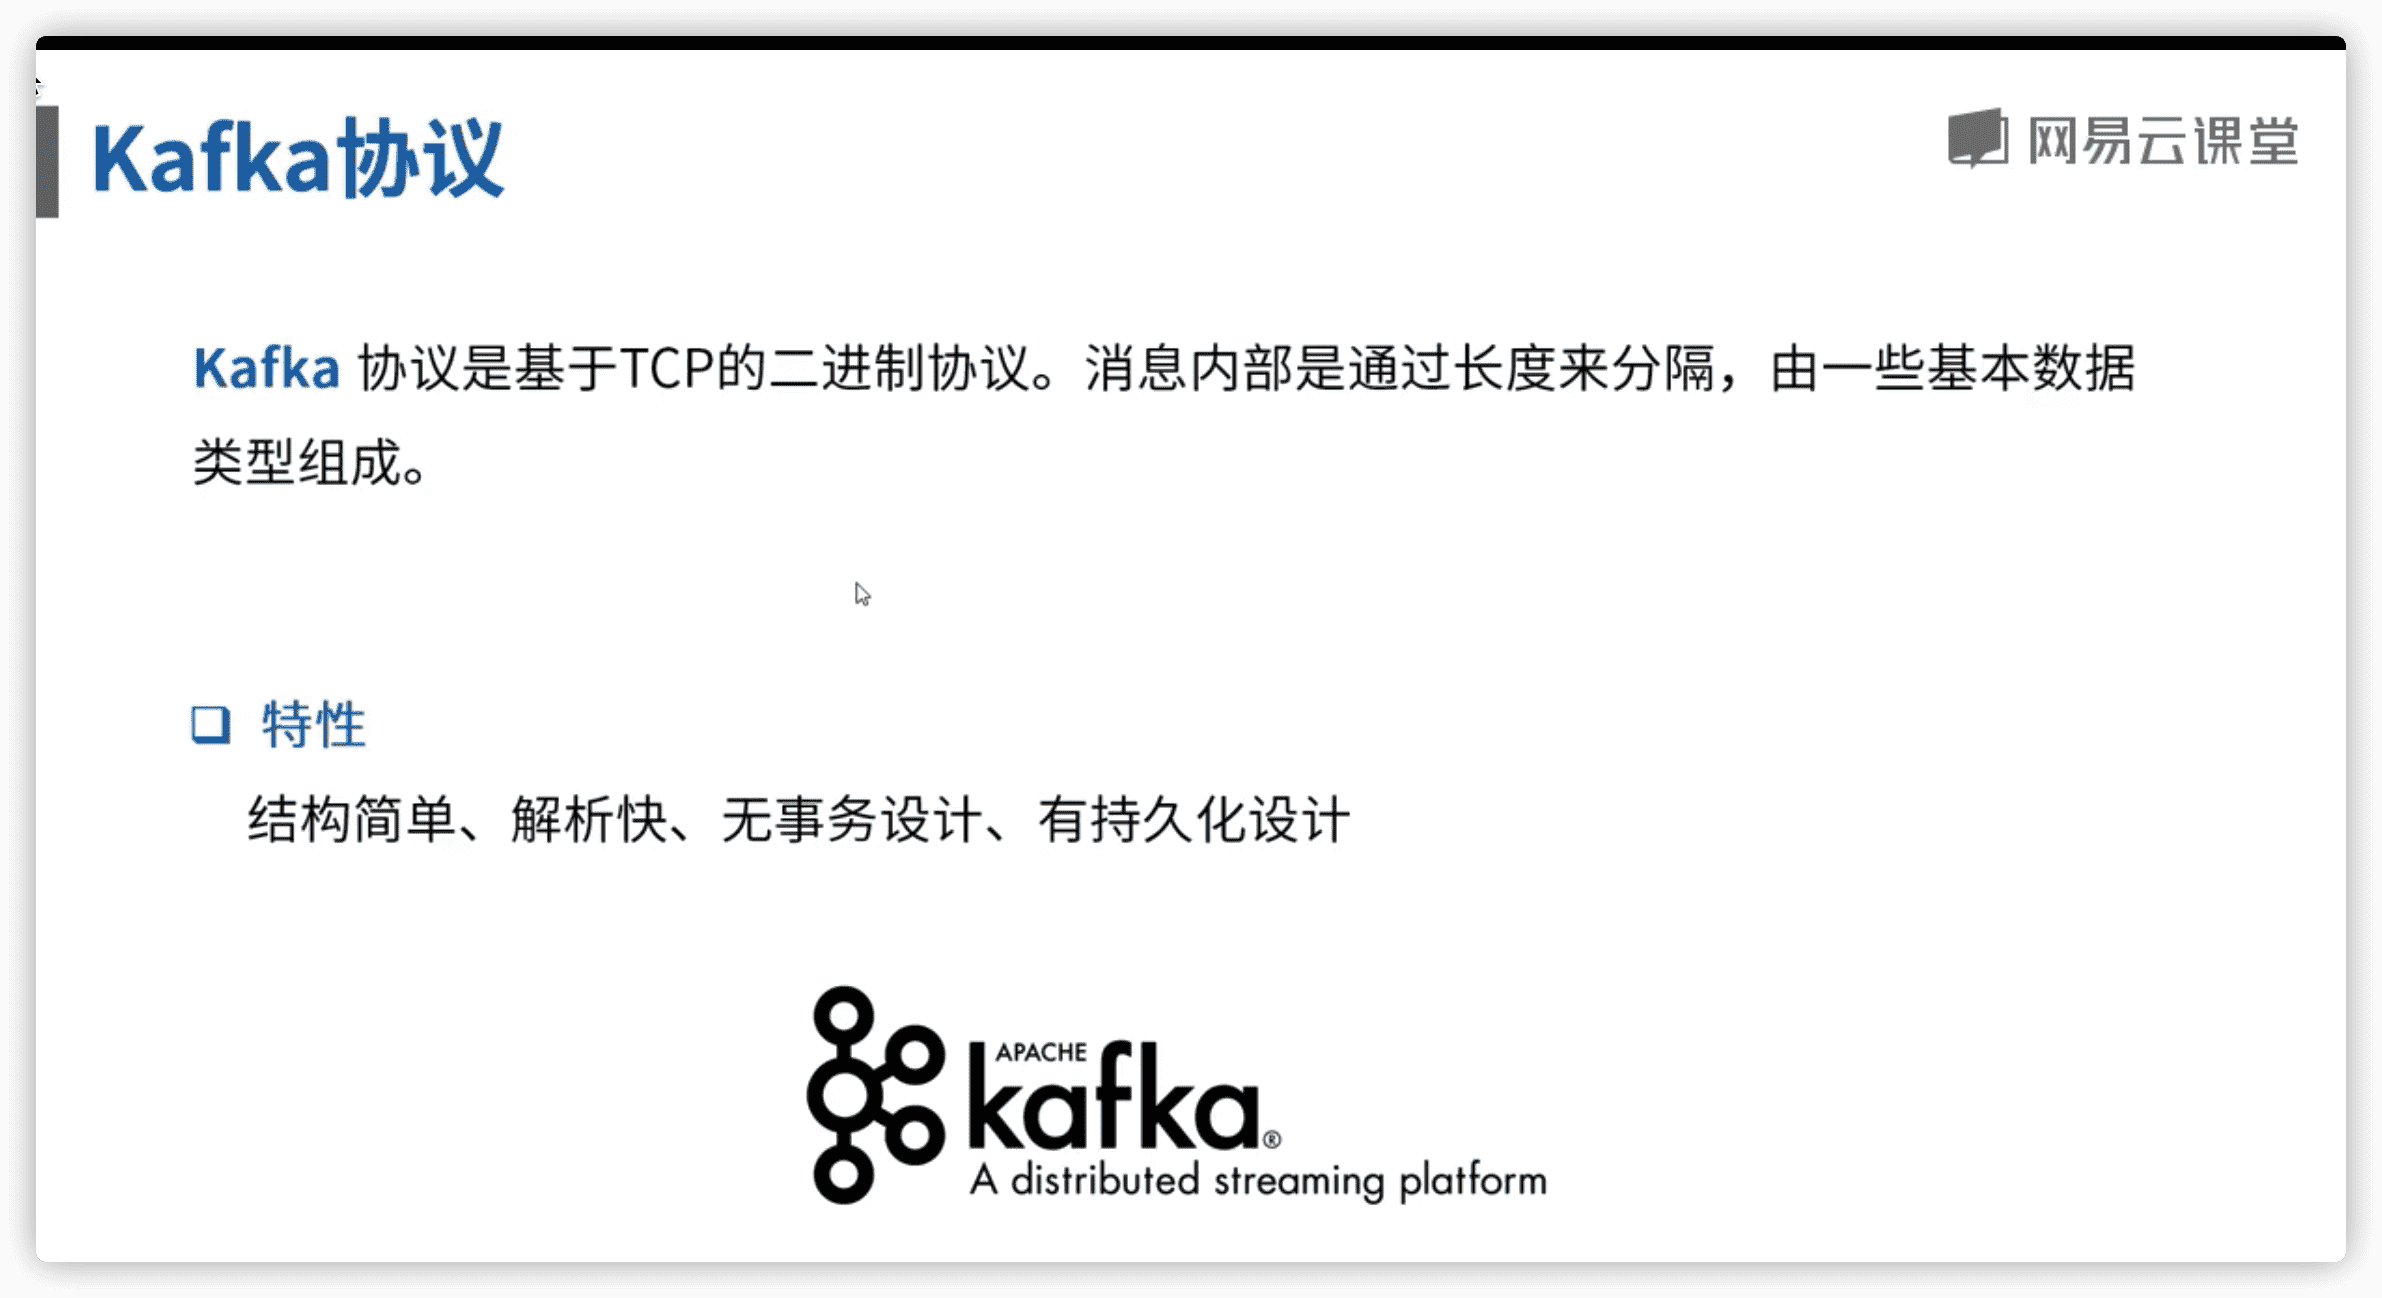 Kafka协议
网易云课堂
Kafka 协议是基于TCP的二进制协议。消息内部是通过长度来分隔，由一些基本数据
类型组成。
特性
结构简单、解析快、无事务设计、有持久化设计
APACHE
kafka®
A distributed streaming platform